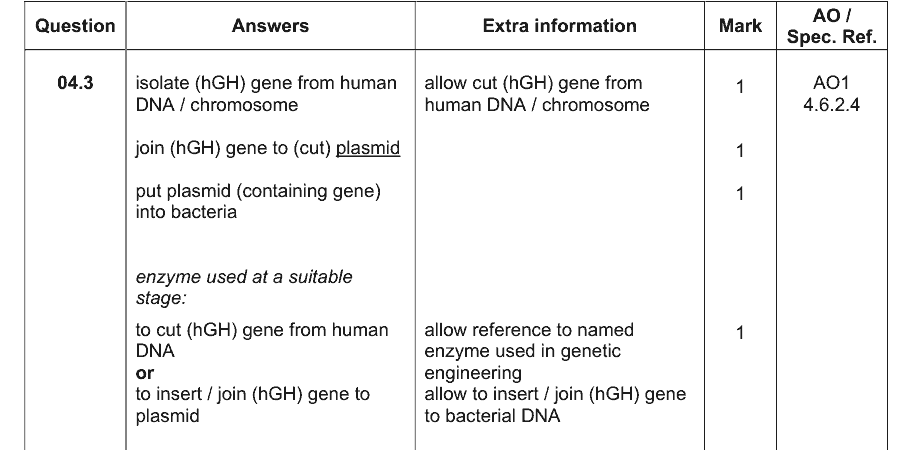 Question Answers Extra information Mark AO /
Spec. Ref.
04.3 isolate (hGH) gene from human allow cut (hGH) gene from 1 AO1
DNA / chromosome human DNA / chromosome 4.6.2.4
join (hGH) gene to (cut) plasmid 1
put plasmid (containing gene) 1
into bacteria
enzyme used at a suitable
stage:
to cut (hGH) gene from human allow reference to named 1
DNA enzyme used in genetic
or engineering
to insert / join (hGH) gene to allow to insert / join (hGH) gene
plasmid to bacterial DNA